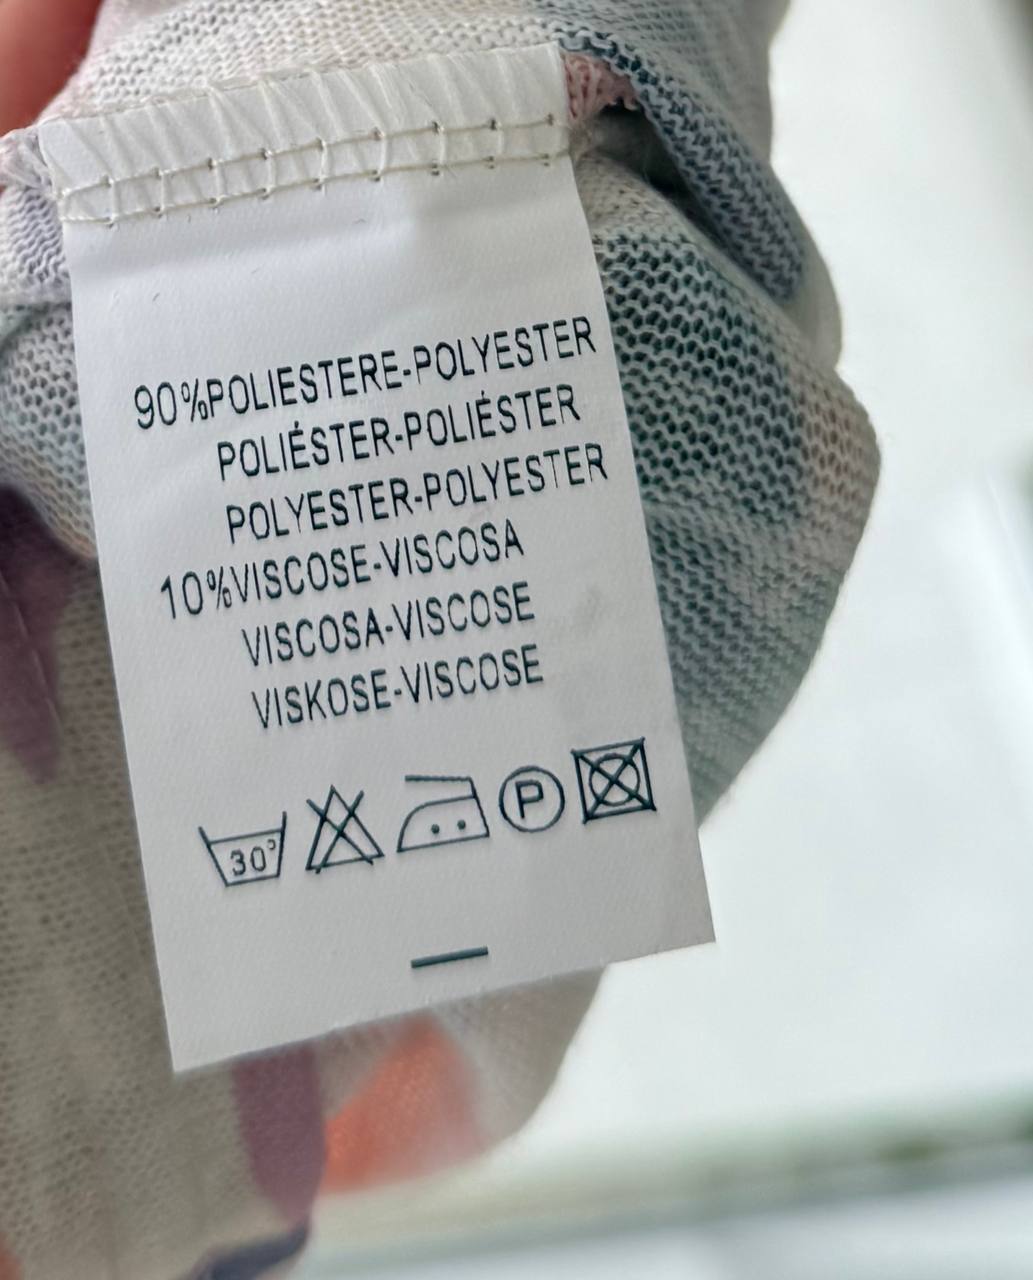 90%POLIESTERE-POLYESTER
POLIÉSTER-POLIÉSTER
POLYESTER-POLYESTER
10%VISCOSE-VISCOSA
VISCOSA-VISCOSE
VISKOSE-VISCOSE
30° P